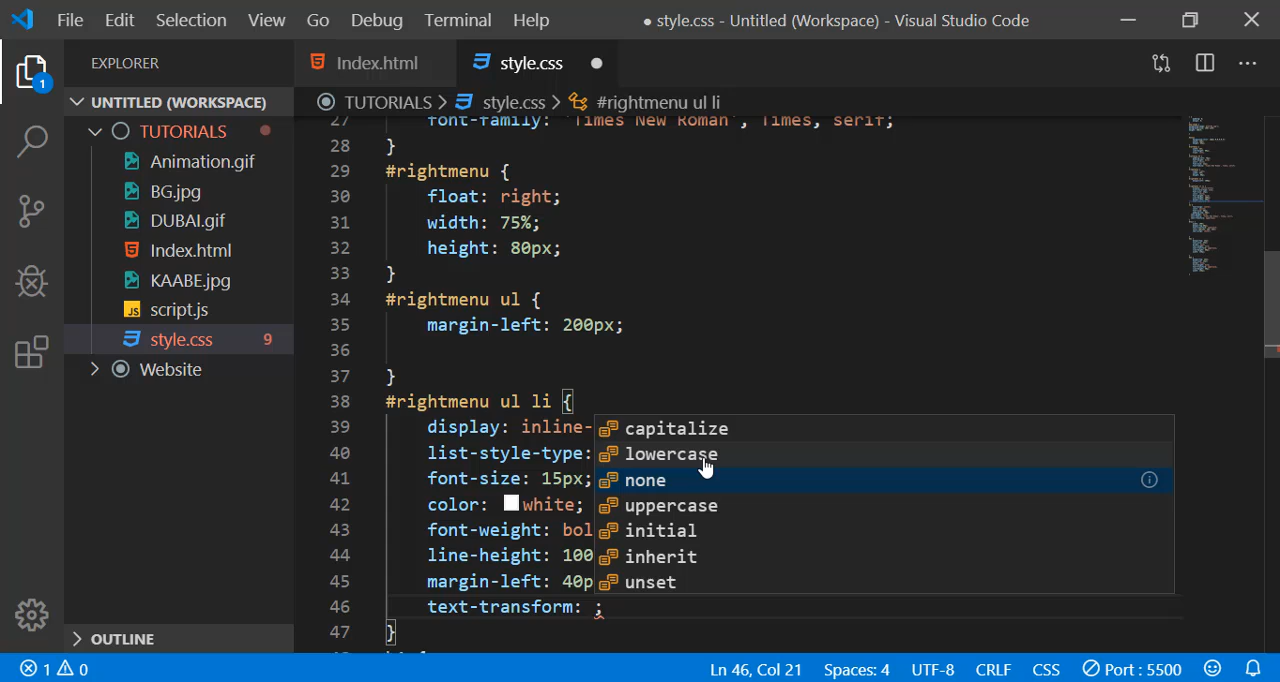 File Edit Selection View Go Debug Terminal Help ● style.css - Untitled (Workspace) - Visual Studio Code
EXPLORER
Index.html style.css
UNTITLED (WORKSPACE)
TUTORIALS > style.css > #rightmenu ul li
1
TUTORIALS
Animation.gif
BG.jpg
DUBAI.gif
Index.html
KAABE.jpg
JS script.js
style.css 9
Website
OUTLINE
27 font-family: 'Times New Roman', Times, serif;
28 }
29 #rightmenu {
30 float: right;
31 width: 75%;
32 height: 80px;
33 }
34 #rightmenu ul {
35 margin-left: 200px;
36
37 }
38 #rightmenu ul li {
39 display: inline-
40 list-style-type:
41 font-size: 15px;
42 color: white;
43 font-weight: bol
44 line-height: 100
45 margin-left: 40p
46 text-transform: ;
47 }
capitalize
lowercase
none
uppercase
initial
inherit
unset
1 0 Ln 46, Col 21 Spaces: 4 UTF-8 CRLF CSS Port : 5500